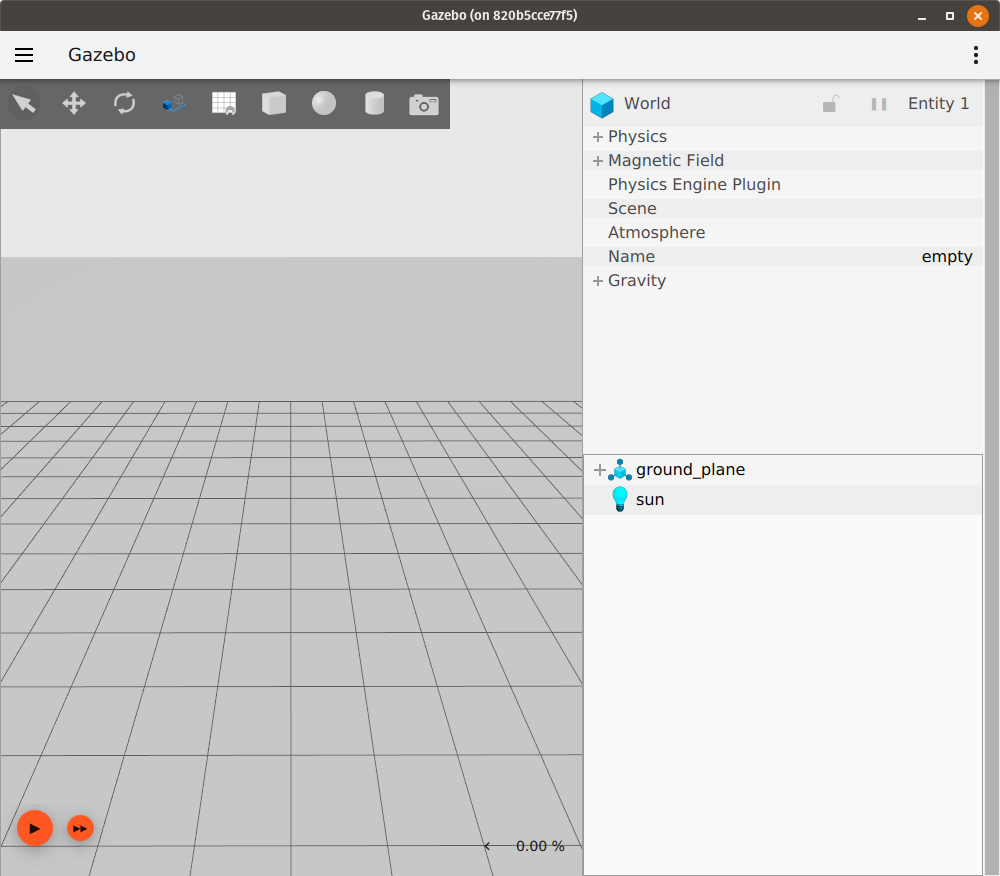 Gazebo (on 820b5cce77f5)
Gazebo
World Entity 1
Physics
Magnetic Field
Physics Engine Plugin
Scene
Atmosphere
Name empty
Gravity
ground_plane
sun
0.00 %